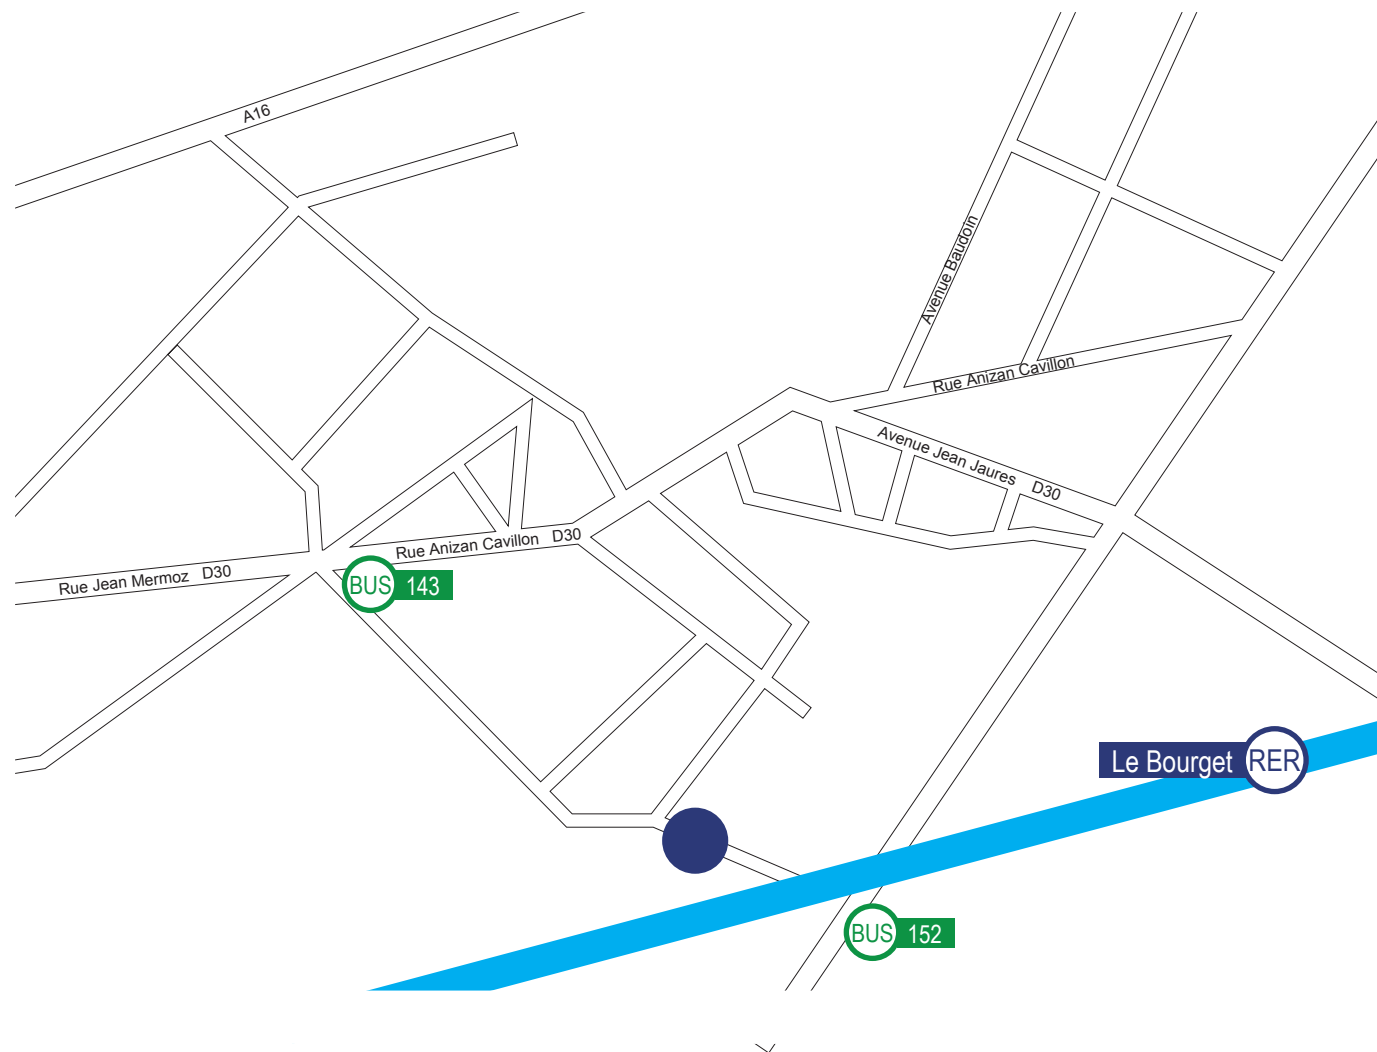 A16
Avenue Baudoin
Rue Anizan Cavillon
Avenue Jean Jaures D30
Rue Anizan Cavillon D30
Rue Jean Mermoz D30
BUS 143
Le Bourget RER
BUS 152